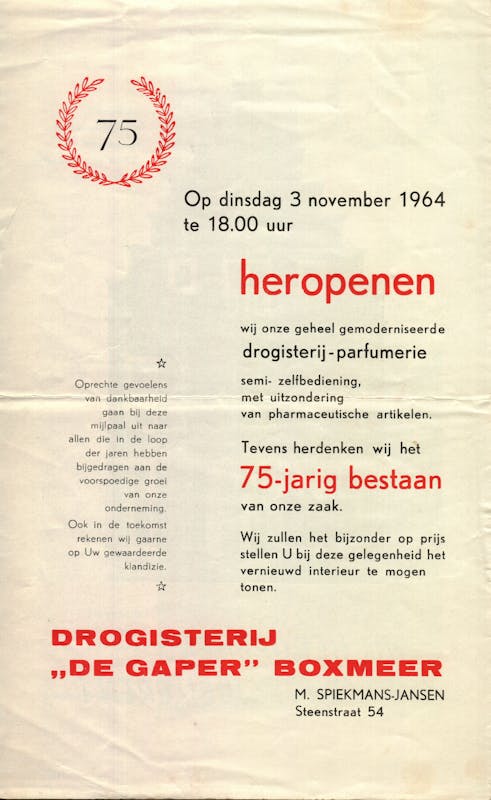 75
Op dinsdag 3 november 1964
te 18.00 uur
heropenen
wij onze geheel gemoderniseerde
drogisterij-parfumerie
semi- zelfbediening,
met uitzondering
van pharmaceutische artikelen.
Tevens herdenken wij het
75-jarig bestaan
van onze zaak.
Wij zullen het bijzonder op prijs
stellen U bij deze gelegenheid het
vernieuwd interieur te mogen
tonen.
Oprechte gevoelens
van dankbaarheid
gaan bij deze
mijlpaal uit naar
allen die in de loop
der jaren hebben
bijgedragen aan de
voorspoedige groei
van onze
onderneming.
Ook in de toekomst
rekenen wij gaarne
op Uw gewaardeerde
klandizie.
DROGISTERIJ
„DE GAPER” BOXMEER
M. SPIEKMANS-JANSEN
Steenstraat 54